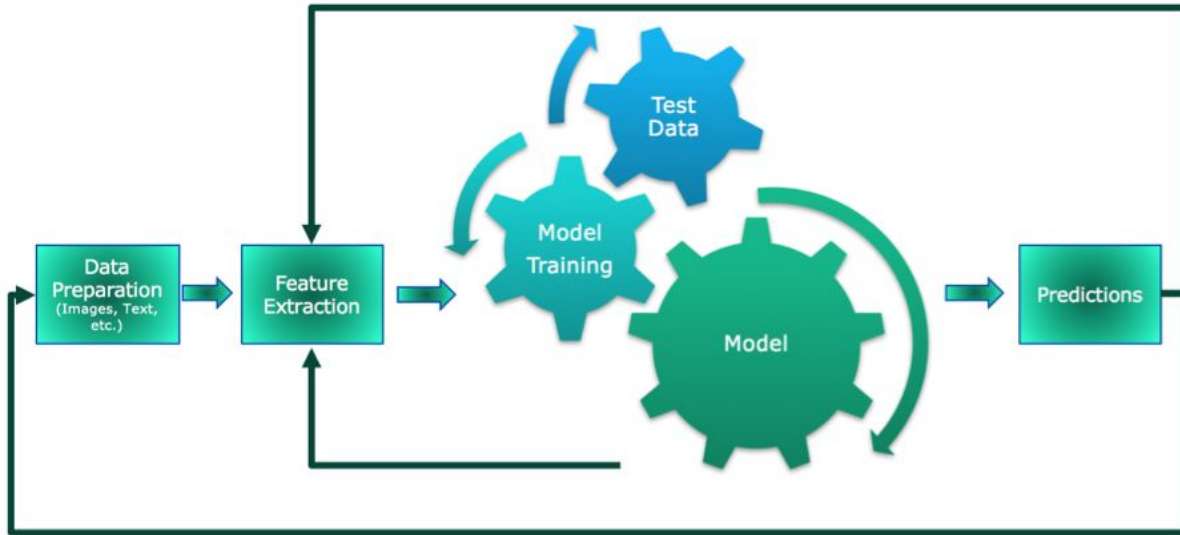 Data
Preparation
(Images, Text,
etc.)
Feature
Extraction
Test
Data
Model
Training
Model
Predictions